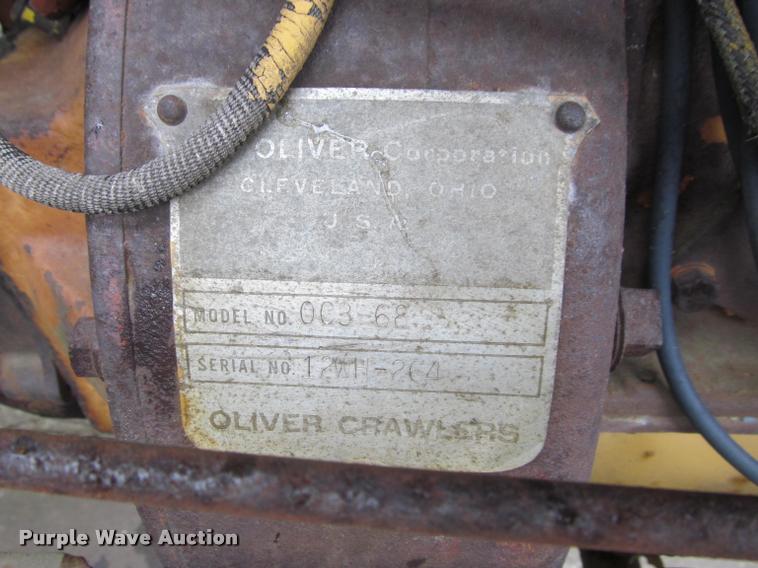 OLIVER Corporation
CLEVELAND, OHIO
U S A
MODEL NO. OC3-68
SERIAL NO.
OLIVER CRAWLERS
Purple Wave Auction